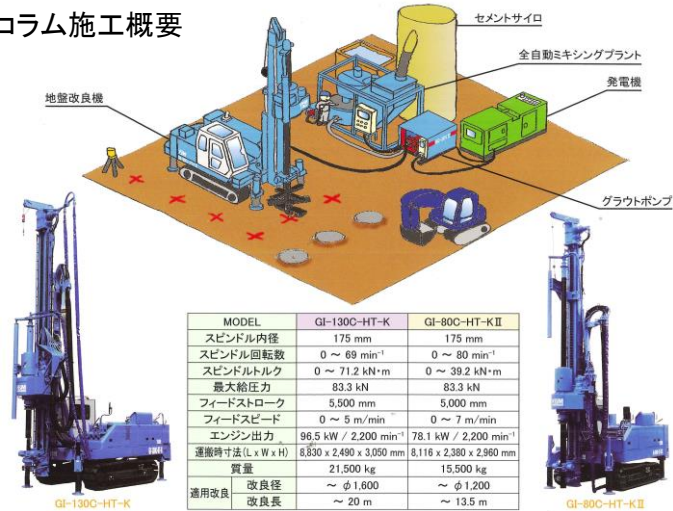 コラム施工概要
セメントサイロ
全自動ミキシングプラント
発電機
地盤改良機
グラウトポンプ
MODEL GI-130C-HT-K GI-80C-HT-KⅡ
スピンドル内径 175 mm 175 mm
スピンドル回転数 0 ～ 69 min⁻¹ 0 ～ 80 min⁻¹
スピンドルトルク 0 ～ 71.2 kN・m 0 ～ 39.2 kN・m
最大給圧力 83.3 kN 83.3 kN
フィードストローク 5,500 mm 5,000 mm
フィードスピード 0 ～ 5 m/min 0 ～ 7 m/min
エンジン出力 96.5 kW / 2,200 min⁻¹ 78.1 kW / 2,200 min⁻¹
運搬時寸法(L x W x H) 8,830 x 2,490 x 3,050 mm 8,116 x 2,380 x 2,960 mm
質量 21,500 kg 15,500 kg
適用改良 改良径 ～ φ1,600 ～ φ1,200
改良長 ～ 20 m ～ 13.5 m
GI-130C-HT-K
GI-80C-HT-KⅡ